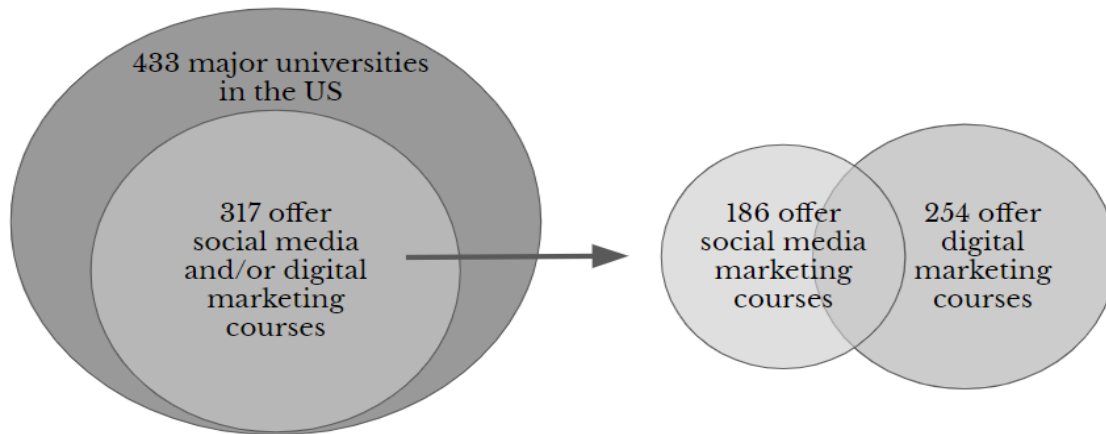 433 major universities
in the US
317 offer
social media
and/or digital
marketing
courses
186 offer
social media
marketing
courses
254 offer
digital
marketing
courses